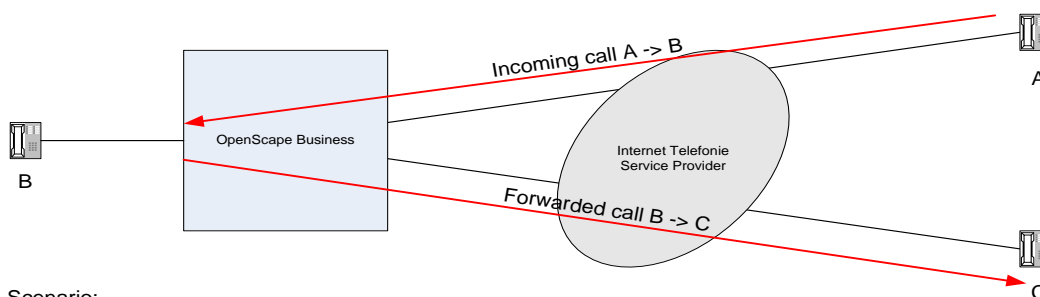 Incoming call A -> B
A
OpenScape Business
Internet Telefonie
Service Provider
B
Forwarded call B -> C
C
Scenario: